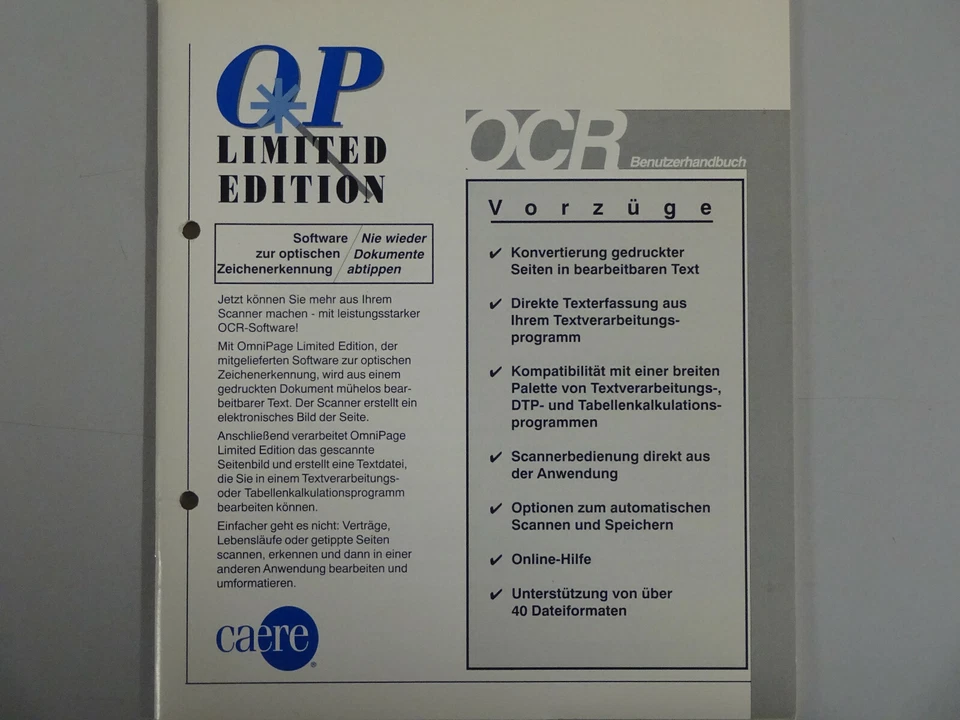 OP
LIMITED
EDITION
Software
zur optischen
Zeichenerkennung
Nie wieder
Dokumente
abtippen
Jetzt können Sie mehr aus Ihrem
Scanner machen - mit leistungsstarker
OCR-Software!
Mit OmniPage Limited Edition, der
mitgelieferten Software zur optischen
Zeichenerkennung, wird aus einem
gedruckten Dokument mühelos bear-
beitbarer Text. Der Scanner erstellt ein
elektronisches Bild der Seite.
Anschließend verarbeitet OmniPage
Limited Edition das gescannte
Seitenbild und erstellt eine Textdatei,
die Sie in einem Textverarbeitungs-
oder Tabellenkalkulationsprogramm
bearbeiten können.
Einfacher geht es nicht: Verträge,
Lebensläufe oder getippte Seiten
scannen, erkennen und dann in einer
anderen Anwendung bearbeiten und
umformatieren.
caere®
OCR
Benutzerhandbuch
Vorzüge
✔ Konvertierung gedruckter
Seiten in bearbeitbaren Text
✔ Direkte Texterfassung aus
Ihrem Textverarbeitungs-
programm
✔ Kompatibilität mit einer breiten
Palette von Textverarbeitungs-,
DTP- und Tabellenkalkulations-
programmen
✔ Scannerbedienung direkt aus
der Anwendung
✔ Optionen zum automatischen
Scannen und Speichern
✔ Online-Hilfe
✔ Unterstützung von über
40 Dateiformaten